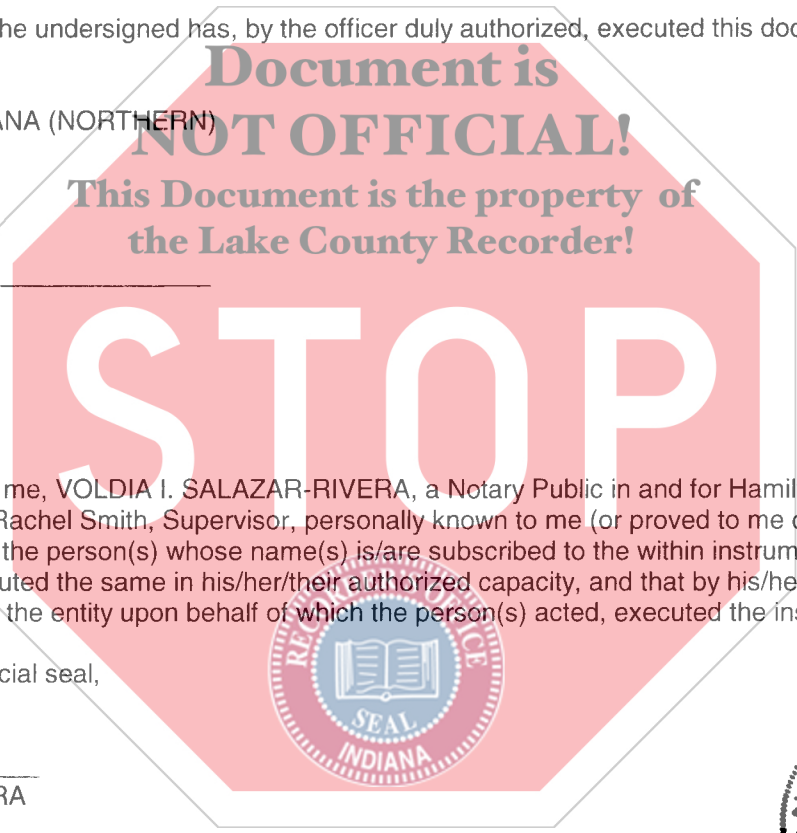 he undersigned has, by the officer duly authorized, executed this doc
Document is
ANA (NORTHERN)
NOT OFFICIAL!
This Document is the property of
the Lake County Recorder!
STOP
me, VOLDIA I. SALAZAR-RIVERA, a Notary Public in and for Hamil
Rachel Smith, Supervisor, personally known to me (or proved to me
the person(s) whose name(s) is/are subscribed to the within instrum
uted the same in his/her/their authorized capacity, and that by his/he
the entity upon behalf of which the person(s) acted, executed the ins
RECORDER'S OFFICE
cial seal,
SEAL
INDIANA
RA